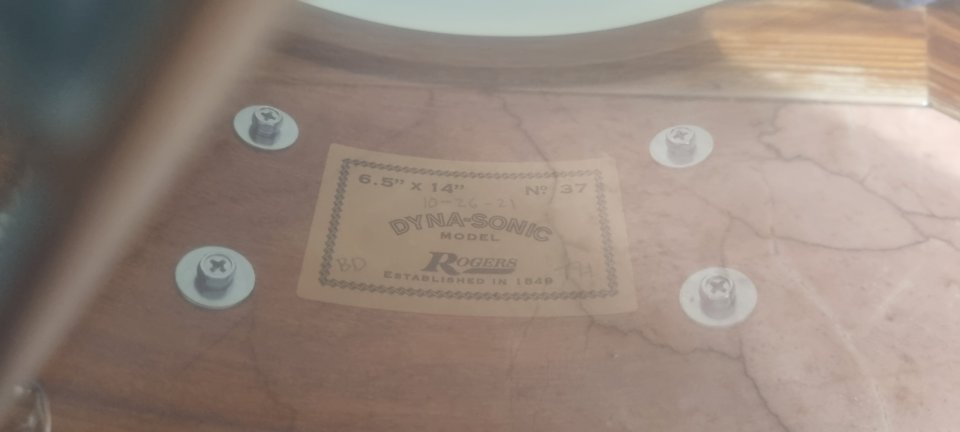 6.5" x 14" Nº 37
10-26-21
DYNA-SONIC
MODEL
BD ROGERS TH
ESTABLISHED IN 1849